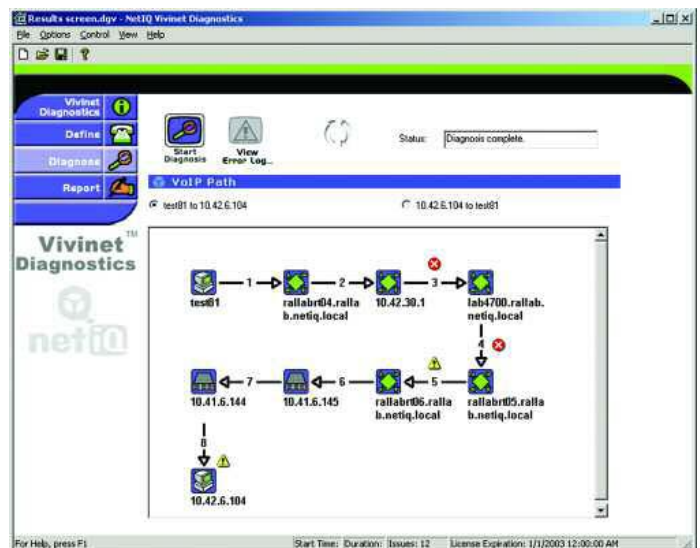 Results screen.dgv - NetIQ Vivinet Diagnostics
File Options Control View Help
Vivinet Diagnostics
Define
Diagnose
Report
Start Diagnosis
View Error Log...
Status: Diagnosis complete.
VoIP Path
test81 to 10.42.6.104
10.42.6.104 to test81
Vivinet™
Diagnostics
netiQ
1
2
3
test81
rallabrt04.ralla
b.netiq.local
10.42.30.1
lab4700.rallab.
netiq.local
4
7
6
5
10.41.6.144
10.41.6.145
rallabrt06.ralla
b.netiq.local
rallabrt05.ralla
b.netiq.local
8
10.42.6.104
For Help, press F1
Start Time: Duration: Issues: 12 License Expiration: 1/1/2003 12:00:00 AM